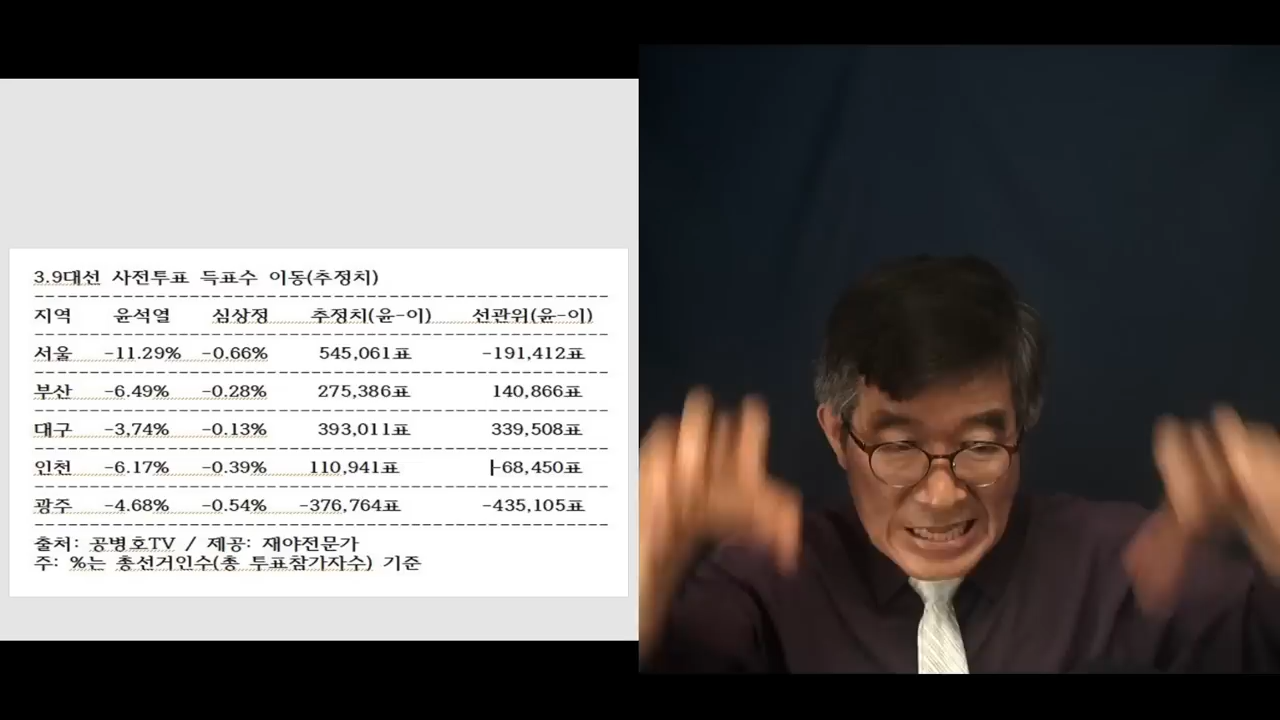 3.9대선 사전투표 득표수 이동(추정치)
지역 윤석열 심상정 추정치(윤-이) 선관위(윤-이)
서울 -11.29% -0.66% 545,061표 -191,412표
부산 -6.49% -0.28% 275,386표 140,866표
대구 -3,74% -0.13% 393,011표 339,508표
인천 -6.17% -0.39% 110,941표 -68,450표
광주 -4.68% -0.54% -376,764표 -435,105표
출처: 공병호TV / 제공: 재야전문가
주: %는 총선거인수(총 투표참가자수) 기준